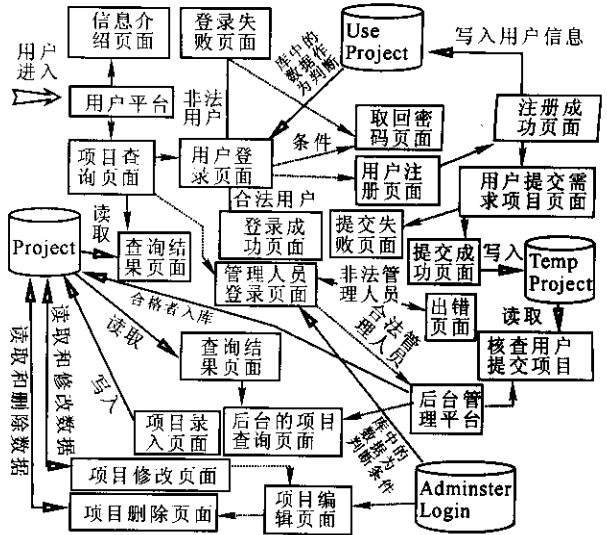 信息介
绍页面
登录失
败页面
Use
Project
写入用户信息
用户
进入
用户平台
非法
用户
库中的
数据作
为判断
条件
取回密
码页面
注册成
功页面
项目查
询页面
用户登
录页面
用户注
册页面
用户提交需
求项目页面
读取
合法用户
登录成
功页面
提交失
败页面
提交成
功页面
写入
Temp
Project
Project
查询结
果页面
管理人员
登录页面
非法管
理人员
出错
页面
读取
合格者入库
合法管
理人员
读取
查询结
果页面
核查用户
提交项目
读取和删除数据
读取和修改数据
写入
项目录
入页面
后台的项目
查询页面
后台管
理平台
库中的
数据为
判断条件
项目修改页面
项目删除页面
项目编
辑页面
Adminster
Login